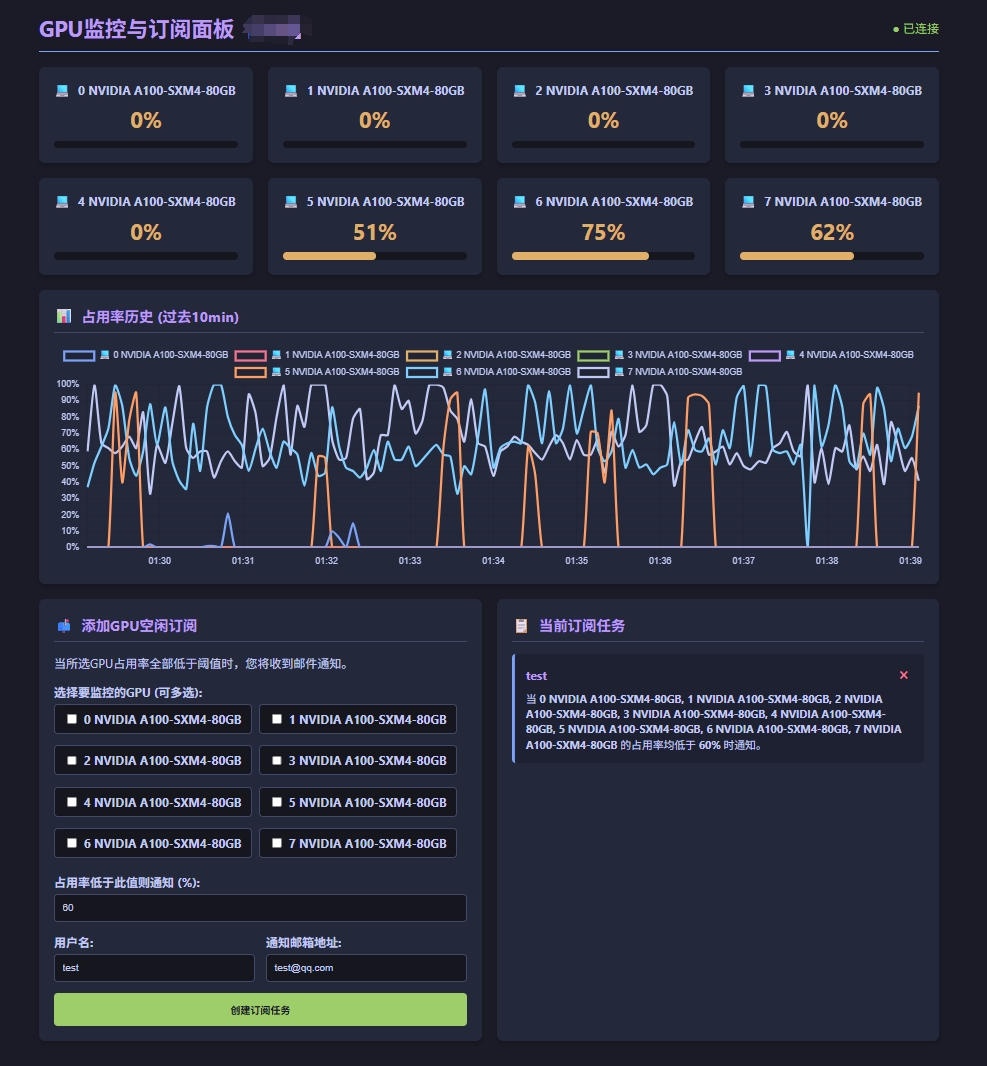 GPU监控与订阅面板
● 已连接
0 NVIDIA A100-SXM4-80GB
0%
1 NVIDIA A100-SXM4-80GB
0%
2 NVIDIA A100-SXM4-80GB
0%
3 NVIDIA A100-SXM4-80GB
0%
4 NVIDIA A100-SXM4-80GB
0%
5 NVIDIA A100-SXM4-80GB
51%
6 NVIDIA A100-SXM4-80GB
75%
7 NVIDIA A100-SXM4-80GB
62%
占用率历史 (过去10min)
0 NVIDIA A100-SXM4-80GB 1 NVIDIA A100-SXM4-80GB 2 NVIDIA A100-SXM4-80GB 3 NVIDIA A100-SXM4-80GB 4 NVIDIA A100-SXM4-80GB
5 NVIDIA A100-SXM4-80GB 6 NVIDIA A100-SXM4-80GB 7 NVIDIA A100-SXM4-80GB
100%
90%
80%
70%
60%
50%
40%
30%
20%
10%
0%
01:30 01:31 01:32 01:33 01:34 01:35 01:36 01:37 01:38 01:39
添加GPU空闲订阅
当所选GPU占用率全部低于阈值时，您将收到邮件通知。
选择要监控的GPU (可多选):
0 NVIDIA A100-SXM4-80GB
1 NVIDIA A100-SXM4-80GB
2 NVIDIA A100-SXM4-80GB
3 NVIDIA A100-SXM4-80GB
4 NVIDIA A100-SXM4-80GB
5 NVIDIA A100-SXM4-80GB
6 NVIDIA A100-SXM4-80GB
7 NVIDIA A100-SXM4-80GB
占用率低于此值则通知 (%):
60
用户名:
test
通知邮箱地址:
test@qq.com
创建订阅任务
当前订阅任务
test
当 0 NVIDIA A100-SXM4-80GB, 1 NVIDIA A100-SXM4-80GB, 2 NVIDIA
A100-SXM4-80GB, 3 NVIDIA A100-SXM4-80GB, 4 NVIDIA A100-SXM4-
80GB, 5 NVIDIA A100-SXM4-80GB, 6 NVIDIA A100-SXM4-80GB, 7 NVIDIA
A100-SXM4-80GB 的占用率均低于 60% 时通知。